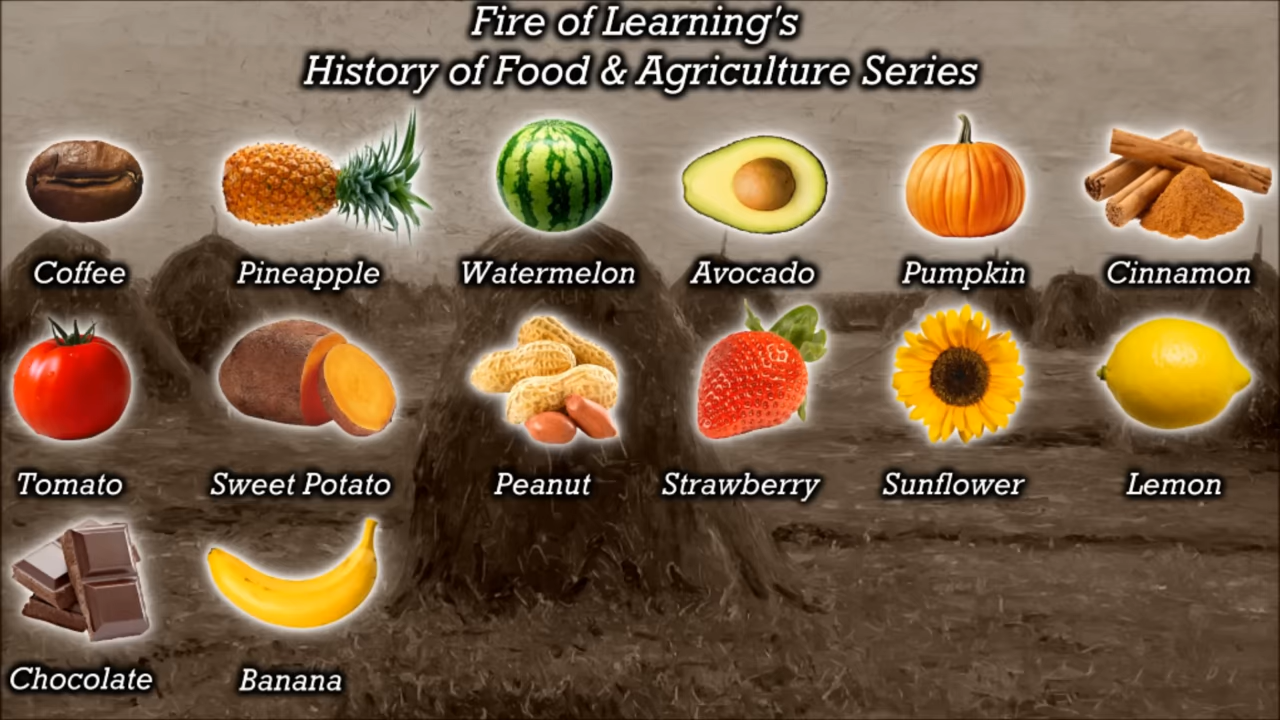 Fire of Learning's
History of Food & Agriculture Series
Coffee
Pineapple
Watermelon
Avocado
Pumpkin
Cinnamon
Tomato
Sweet Potato
Peanut
Strawberry
Sunflower
Lemon
Chocolate
Banana